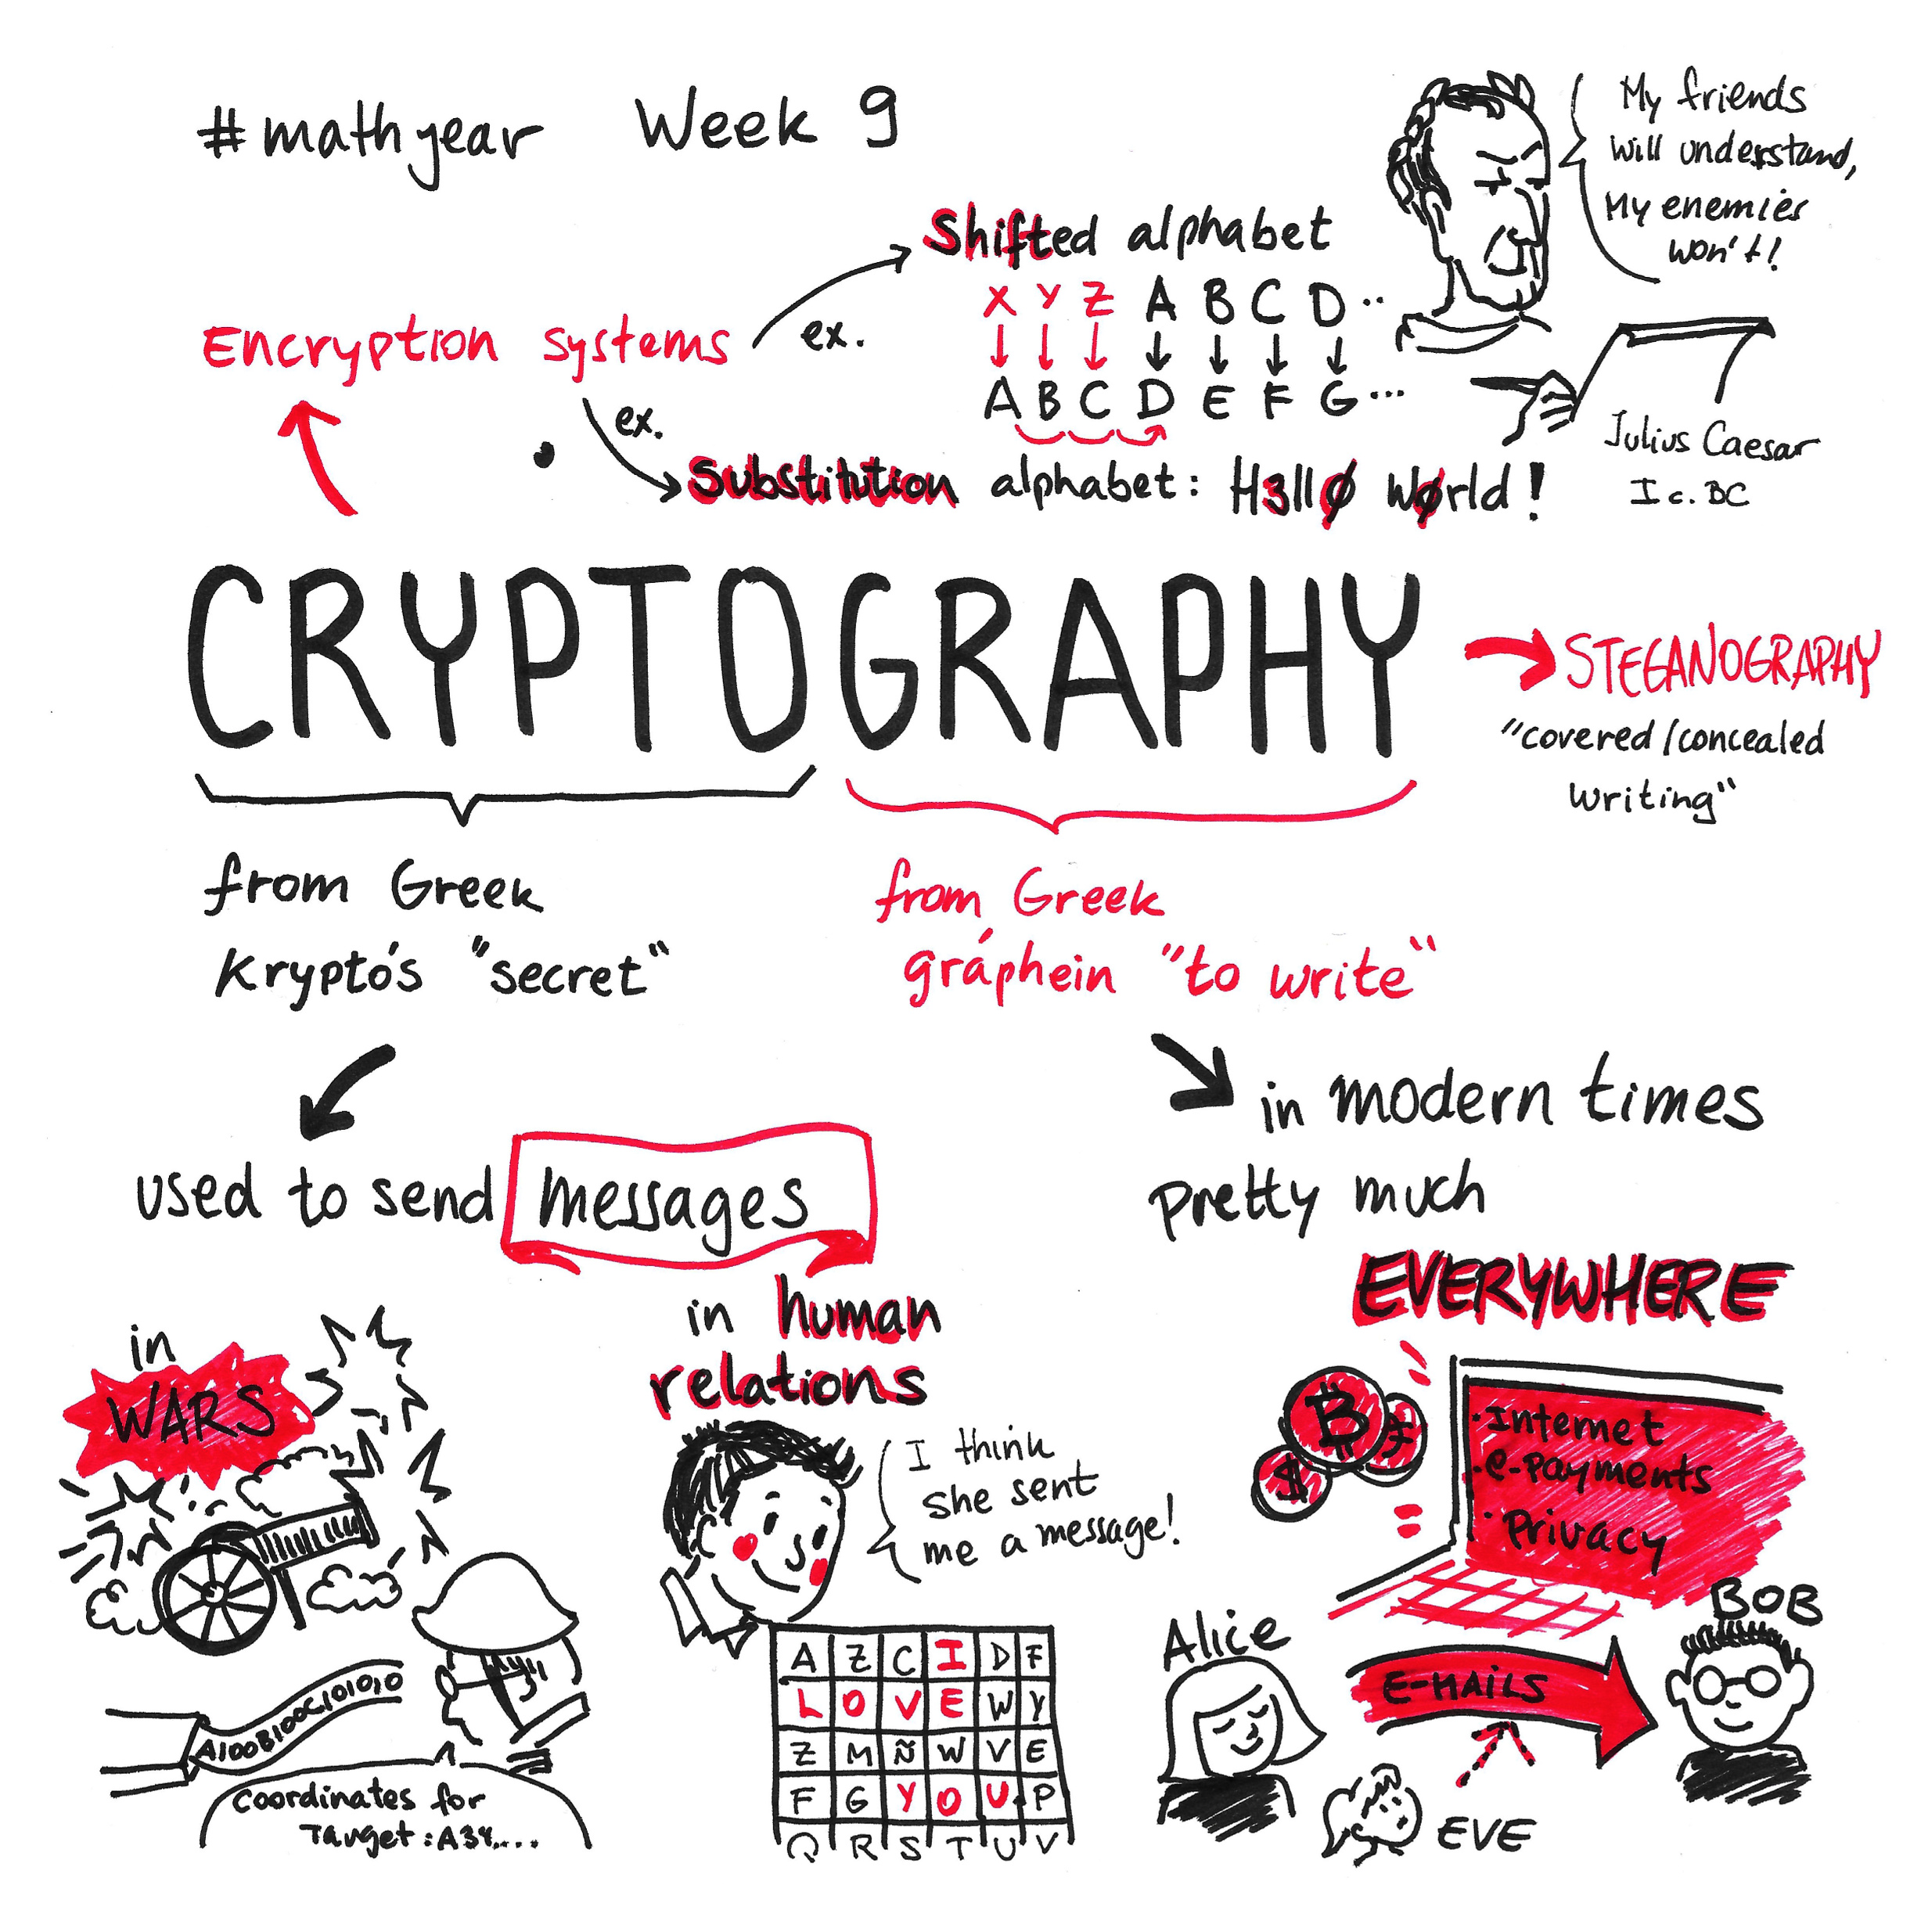 #mathyear Week 9
My friends
will understand,
My enemies
won't!
Shifted alphabet
X Y Z A B C D..
Encryption systems
ex.
A B C D E F G...
ex.
Julius Caesar
I c. BC
Substitution alphabet: H3llø Wørld!
CRYPTOGRAPHY
STEGANOGRAPHY
"covered/concealed
writing"
from Greek
Kryptós "secret"
from Greek
gráphein "to write"
used to send messages
in modern times
pretty much
EVERYWHERE
in
WARS
in human
relations
I think
She sent
me a message!
A100B100C101010
Coordinates for
Target: A34....
A Z C I D F
L O V E W Y
Z M Ñ W V E
F G Y O U P
Q R S T U V
B
$
· Internet
· e-payments
· Privacy
Alice
BOB
E-MAILS
EVE